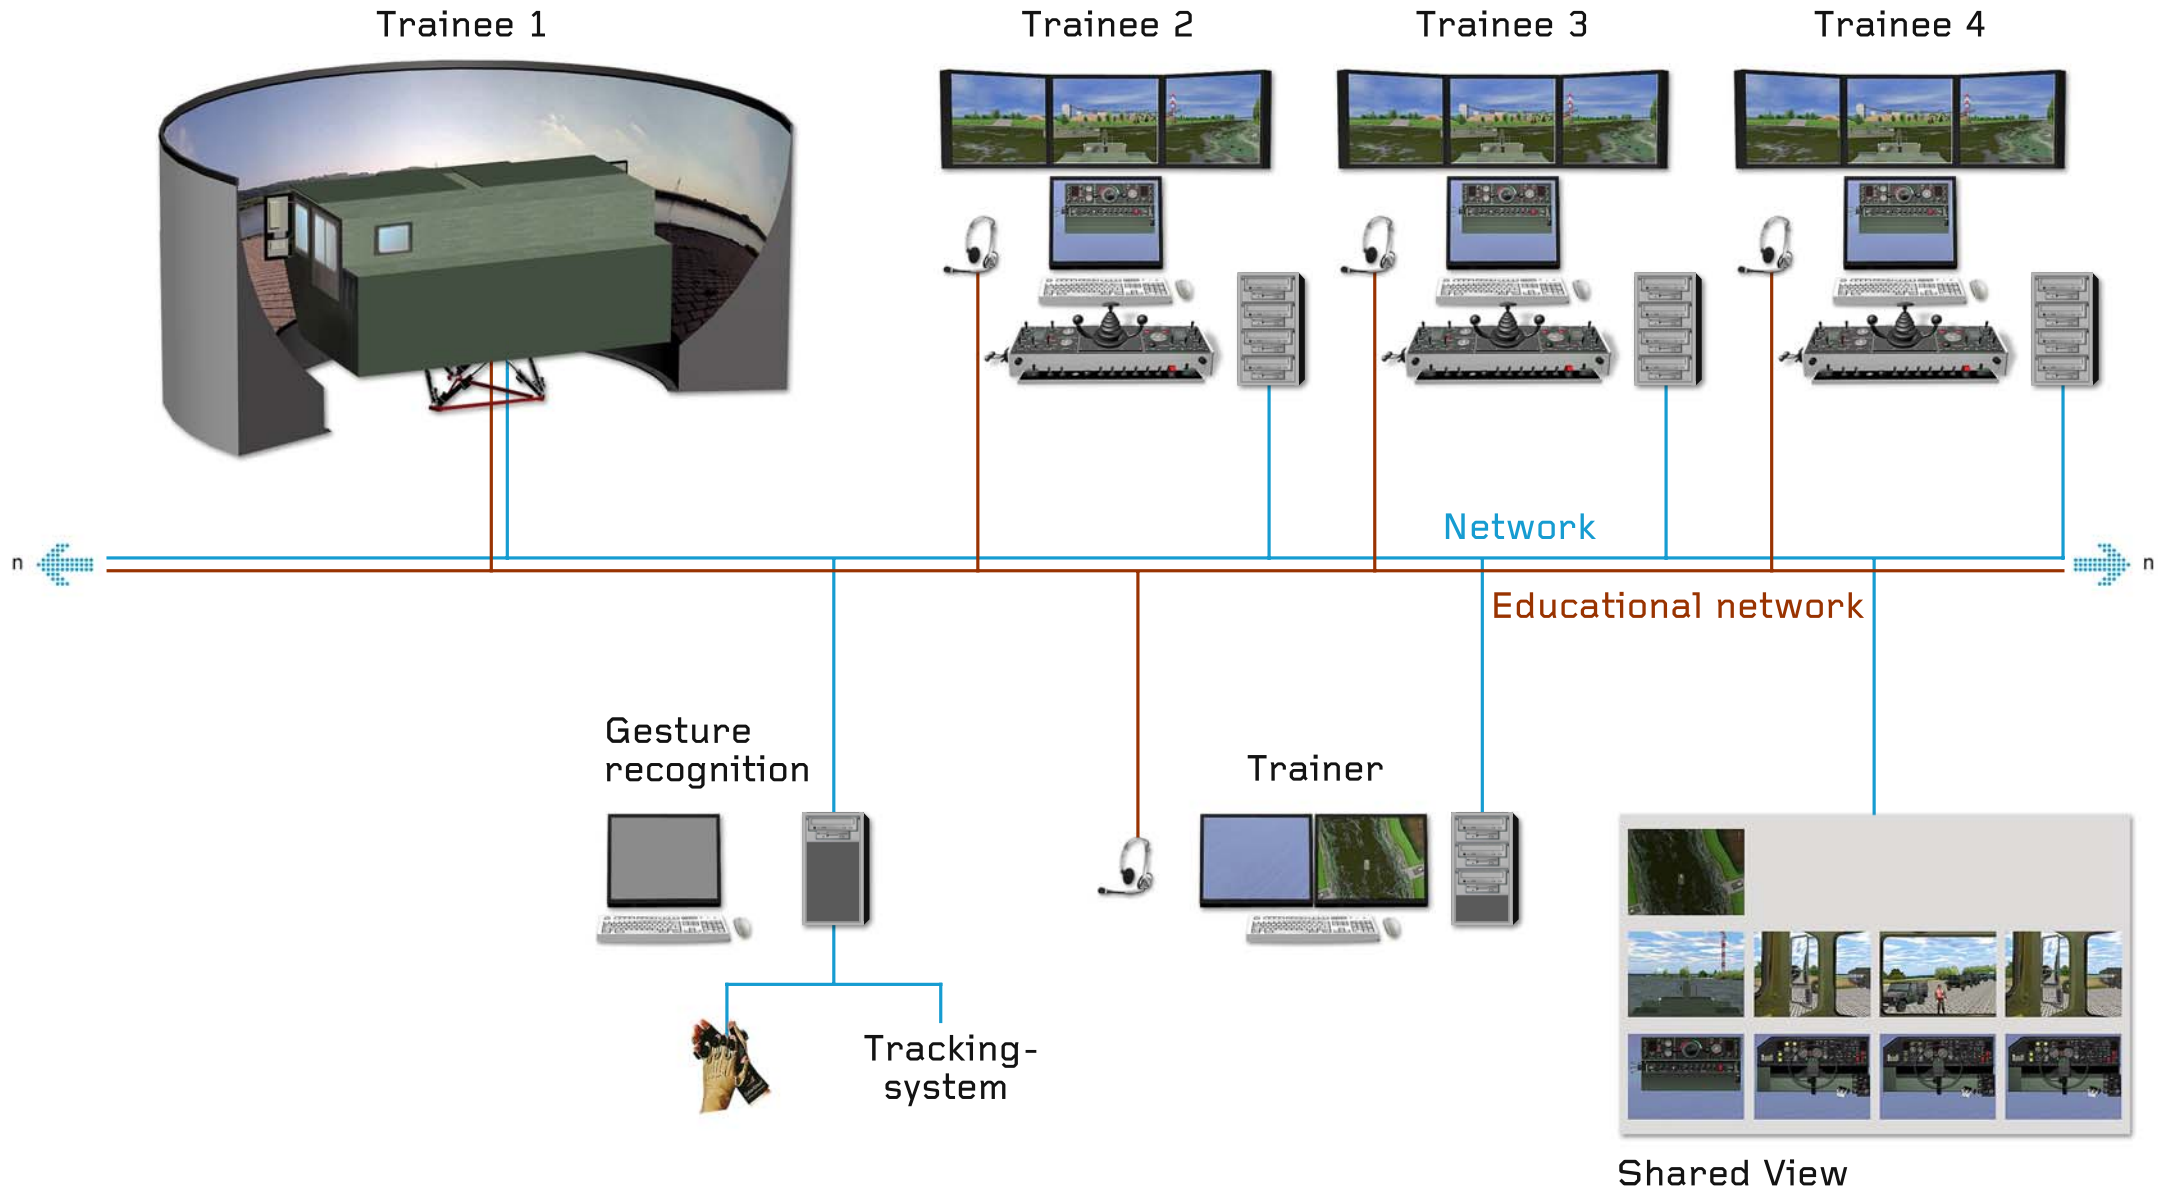 Trainee 1
Trainee 2
Trainee 3
Trainee 4
Network
n
n
Educational network
Gesture
recognition
Trainer
Tracking-
system
Shared View